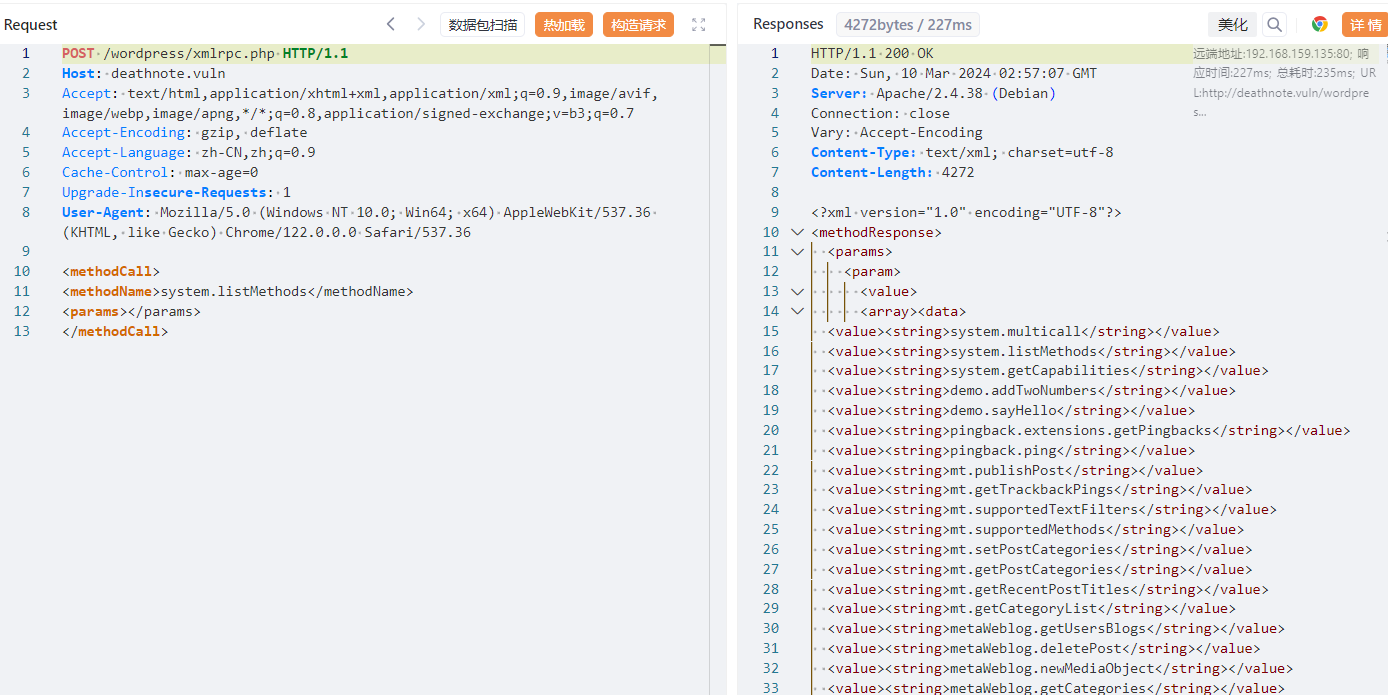 Request
数据包扫描
热加载
构造请求
1 POST /wordpress/xmlrpc.php HTTP/1.1
2 Host: deathnote.vuln
3 Accept: text/html,application/xhtml+xml,application/xml;q=0.9,image/avif,
image/webp,image/apng,*/*;q=0.8,application/signed-exchange;v=b3;q=0.7
4 Accept-Encoding: gzip, deflate
5 Accept-Language: zh-CN,zh;q=0.9
6 Cache-Control: max-age=0
7 Upgrade-Insecure-Requests: 1
8 User-Agent: Mozilla/5.0 (Windows NT 10.0; Win64; x64) AppleWebKit/537.36
(KHTML, like Gecko) Chrome/122.0.0.0 Safari/537.36
9
10 <methodCall>
11 <methodName>system.listMethods</methodName>
12 <params></params>
13 </methodCall>
Responses
4272bytes / 227ms
美化
详情
1 HTTP/1.1 200 OK
2 Date: Sun, 10 Mar 2024 02:57:07 GMT
3 Server: Apache/2.4.38 (Debian)
4 Connection: close
5 Vary: Accept-Encoding
6 Content-Type: text/xml; charset=utf-8
7 Content-Length: 4272
8
9 <?xml version="1.0" encoding="UTF-8"?>
10 <methodResponse>
11 <params>
12 <param>
13 <value>
14 <array><data>
15 <value><string>system.multicall</string></value>
16 <value><string>system.listMethods</string></value>
17 <value><string>system.getCapabilities</string></value>
18 <value><string>demo.addTwoNumbers</string></value>
19 <value><string>demo.sayHello</string></value>
20 <value><string>pingback.extensions.getPingbacks</string></value>
21 <value><string>pingback.ping</string></value>
22 <value><string>mt.publishPost</string></value>
23 <value><string>mt.getTrackbackPings</string></value>
24 <value><string>mt.supportedTextFilters</string></value>
25 <value><string>mt.supportedMethods</string></value>
26 <value><string>mt.setPostCategories</string></value>
27 <value><string>mt.getPostCategories</string></value>
28 <value><string>mt.getRecentPostTitles</string></value>
29 <value><string>mt.getCategoryList</string></value>
30 <value><string>metaWeblog.getUsersBlogs</string></value>
31 <value><string>metaWeblog.deletePost</string></value>
32 <value><string>metaWeblog.newMediaObject</string></value>
33 <value><string>metaWeblog.getCategories</string></value>
远端地址:192.168.159.135:80; 响
应时间:227ms; 总耗时:235ms; UR
L:http://deathnote.vuln/wordpre
s...